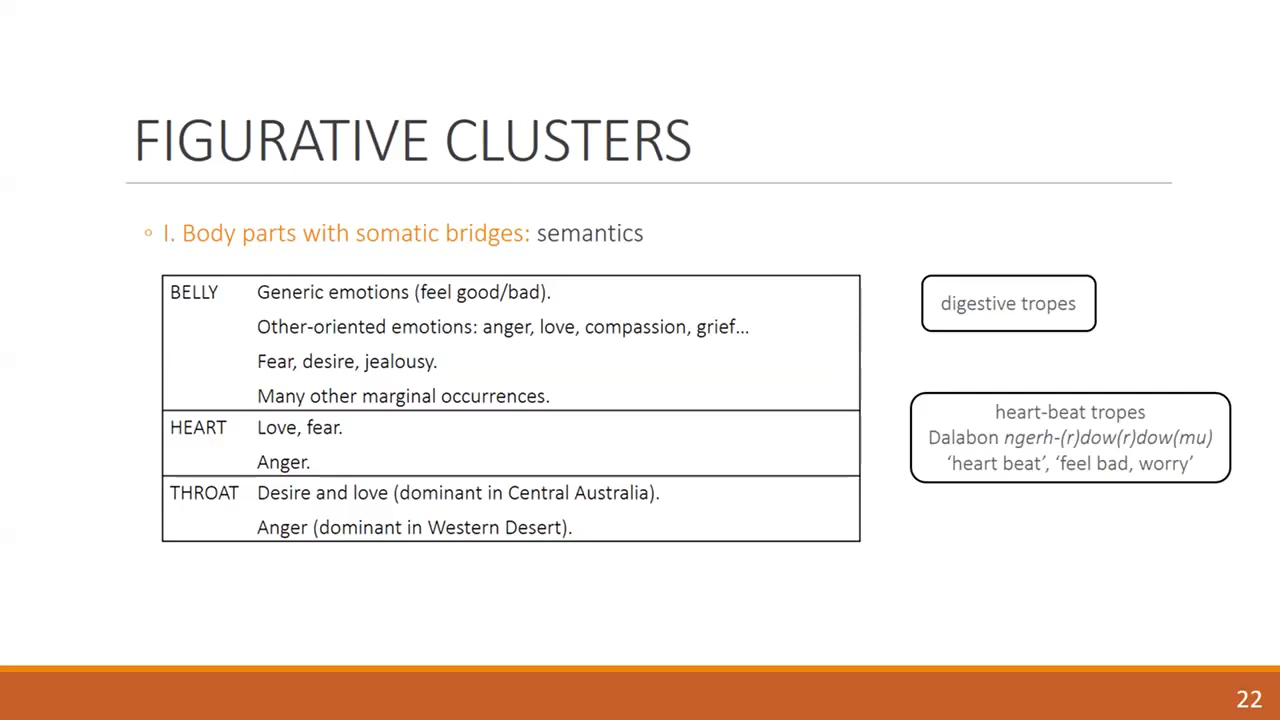 FIGURATIVE CLUSTERS
◦ I. Body parts with somatic bridges: semantics
BELLY Generic emotions (feel good/bad).
Other-oriented emotions: anger, love, compassion, grief...
Fear, desire, jealousy.
Many other marginal occurrences.
HEART Love, fear.
Anger.
THROAT Desire and love (dominant in Central Australia).
Anger (dominant in Western Desert).
digestive tropes
heart-beat tropes
Dalabon ngerh-(r)dow(r)dow(mu)
‘heart beat’, ‘feel bad, worry’
22